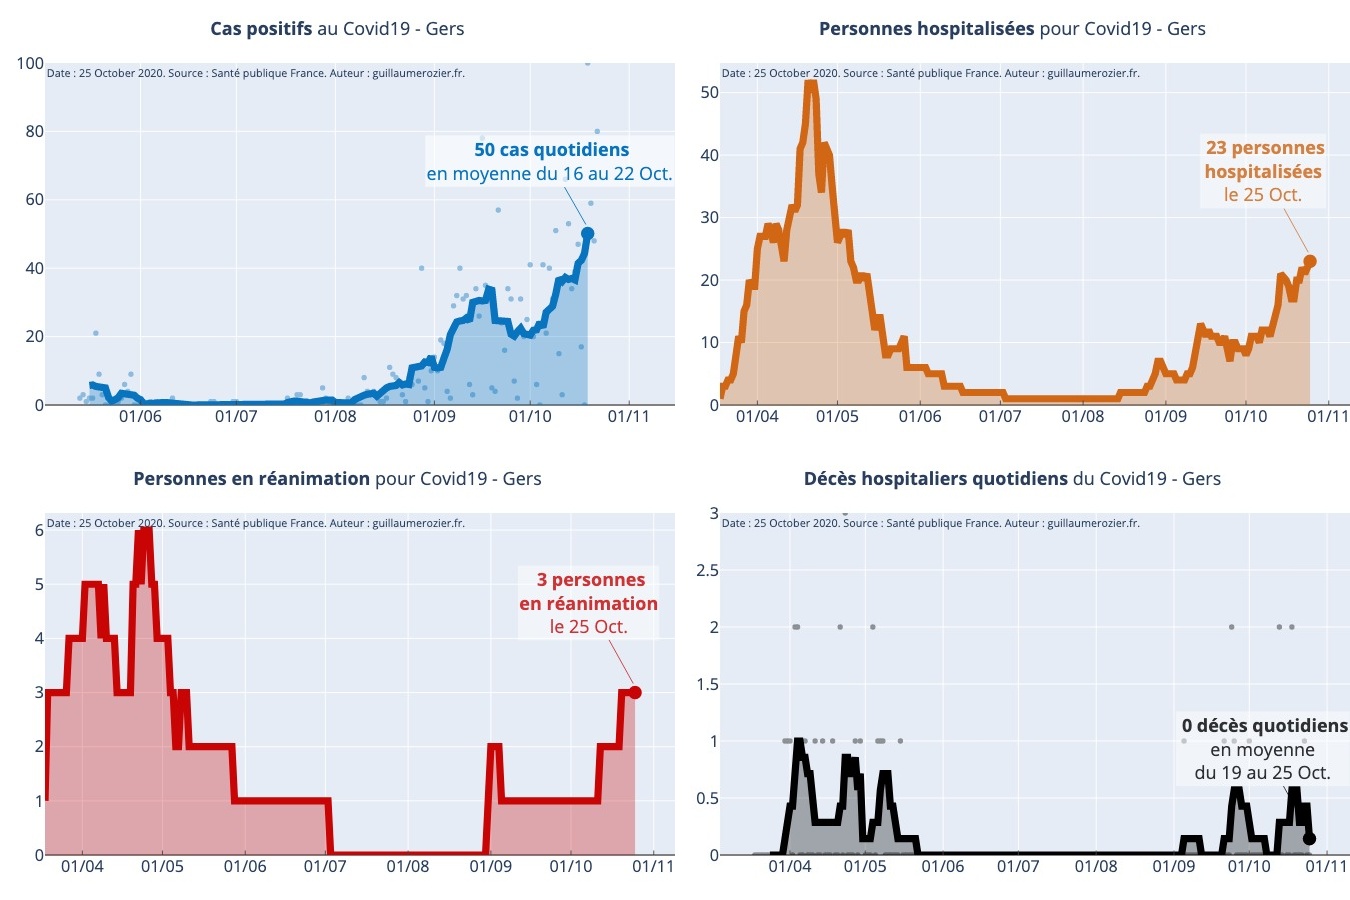 Cas positifs au Covid19 - Gers
Date : 25 October 2020. Source : Santé publique France. Auteur : guillaumerozier.fr.
100
80
60
40
20
0
50 cas quotidiens
en moyenne du 16 au 22 Oct.
01/06
01/07
01/08
01/09
01/10
01/11
Personnes hospitalisées pour Covid19 - Gers
Date : 25 October 2020. Source : Santé publique France. Auteur : guillaumerozier.fr.
50
40
30
20
10
0
23 personnes
hospitalisées
le 25 Oct.
01/04
01/05
01/06
01/07
01/08
01/09
01/10
01/11
Personnes en réanimation pour Covid19 - Gers
Date : 25 October 2020. Source : Santé publique France. Auteur : guillaumerozier.fr.
6
5
4
3
2
1
0
3 personnes
en réanimation
le 25 Oct.
01/04
01/05
01/06
01/07
01/08
01/09
01/10
01/11
Décès hospitaliers quotidiens du Covid19 - Gers
Date : 25 October 2020. Source : Santé publique France. Auteur : guillaumerozier.fr.
3
2.5
2
1.5
1
0.5
0
0 décès quotidiens
en moyenne
du 19 au 25 Oct.
01/04
01/05
01/06
01/07
01/08
01/09
01/10
01/11